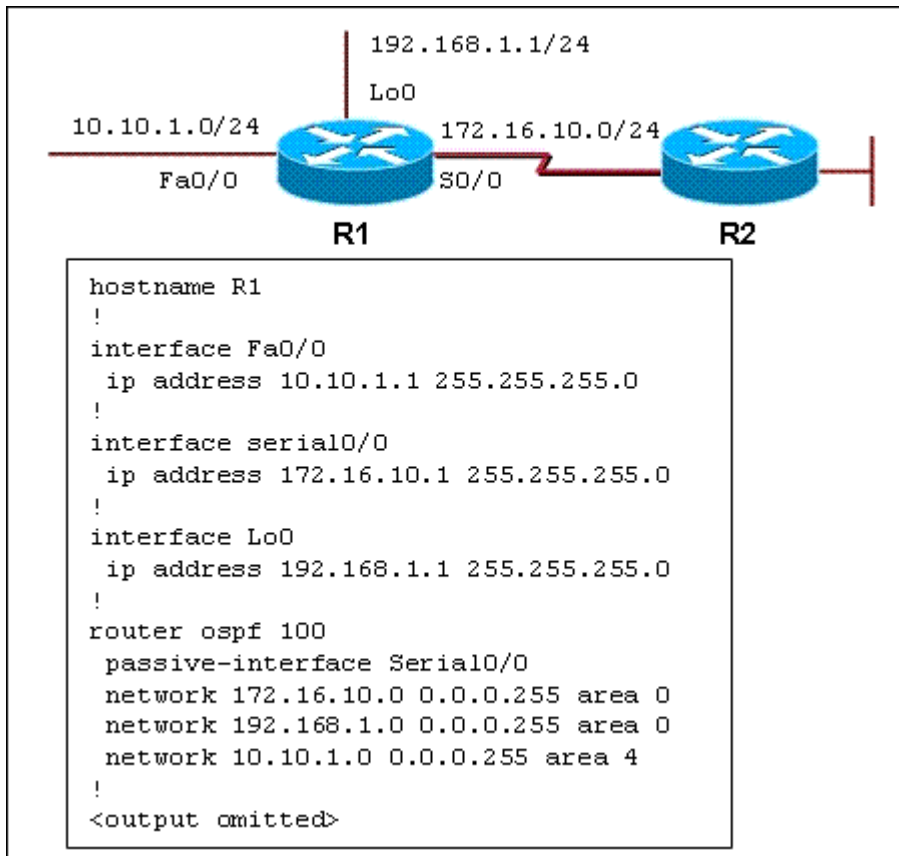 192.168.1.1/24
Lo0
10.10.1.0/24
172.16.10.0/24
Fa0/0
S0/0
R1
R2
hostname R1
!
interface Fa0/0
 ip address 10.10.1.1 255.255.255.0
!
interface serial0/0
 ip address 172.16.10.1 255.255.255.0
!
interface Lo0
 ip address 192.168.1.1 255.255.255.0
!
router ospf 100
 passive-interface Serial0/0
 network 172.16.10.0 0.0.0.255 area 0
 network 192.168.1.0 0.0.0.255 area 0
 network 10.10.1.0 0.0.0.255 area 4
!
<output omitted>